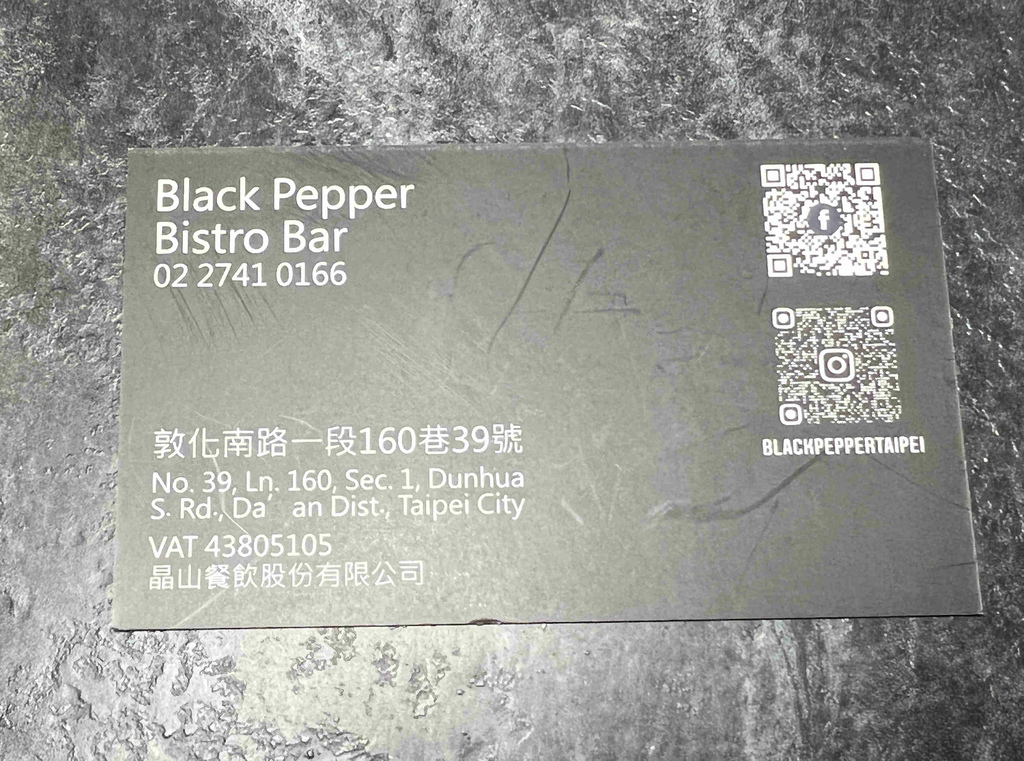 Black Pepper
Bistro Bar
02 2741 0166
敦化南路一段160巷39號
No. 39, Ln. 160, Sec. 1, Dunhua
S. Rd., Da’an Dist., Taipei City
VAT 43805105
晶山餐飲股份有限公司
f
BLACKPEPPERTAIPEI